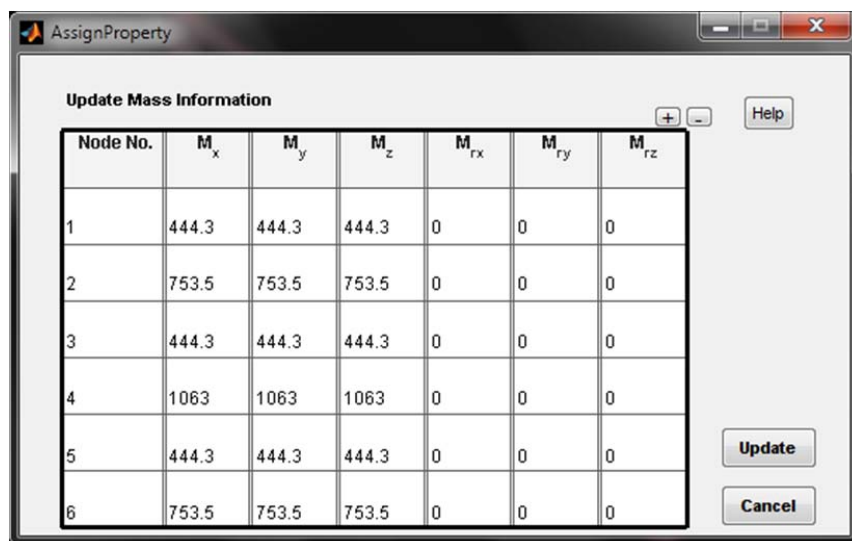 AssignProperty
Update Mass Information
+ - Help
Node No. Mx My Mz Mrx Mry Mrz
1 444.3 444.3 444.3 0 0 0
2 753.5 753.5 753.5 0 0 0
3 444.3 444.3 444.3 0 0 0
4 1063 1063 1063 0 0 0
5 444.3 444.3 444.3 0 0 0
Update
6 753.5 753.5 753.5 0 0 0
Cancel